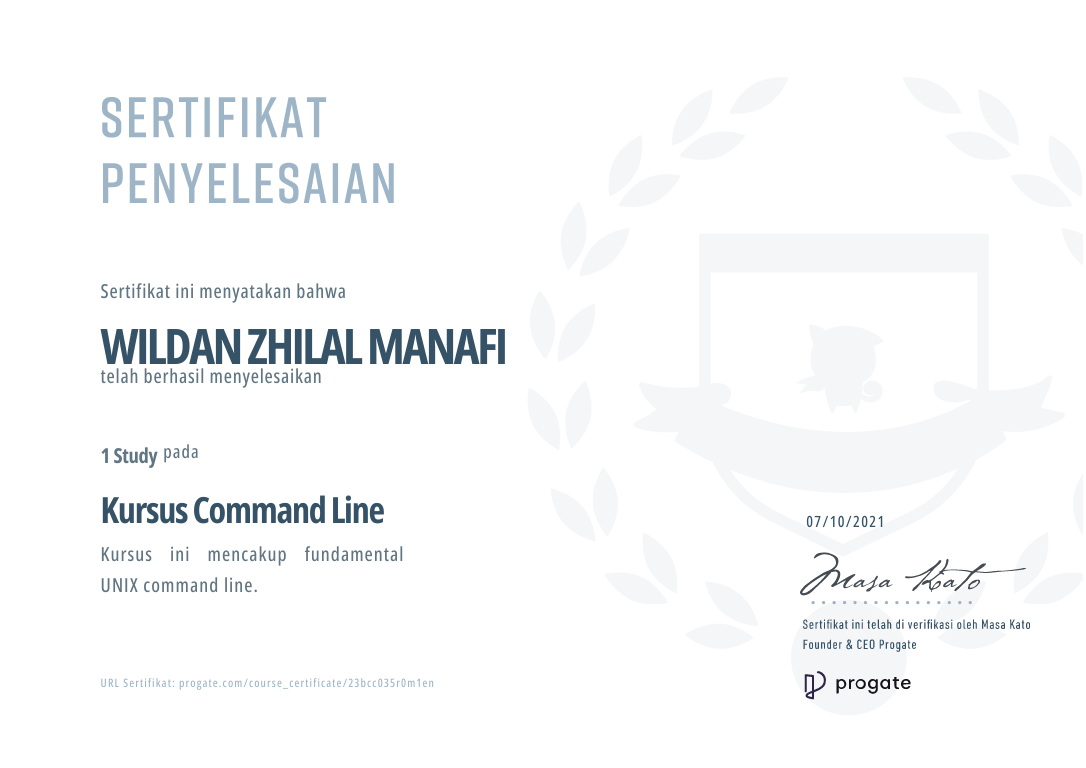 SERTIFIKAT
PENYELESAIAN
Sertifikat ini menyatakan bahwa
WILDAN ZHILAL MANAFI
telah berhasil menyelesaikan
1 Study pada
Kursus Command Line
Kursus ini mencakup fundamental
UNIX command line.
07/10/2021
Masa Kato
Sertifikat ini telah di verifikasi oleh Masa Kato
Founder & CEO Progate
URL Sertifikat: progate.com/course_certificate/23bcc035r0m1en
progate